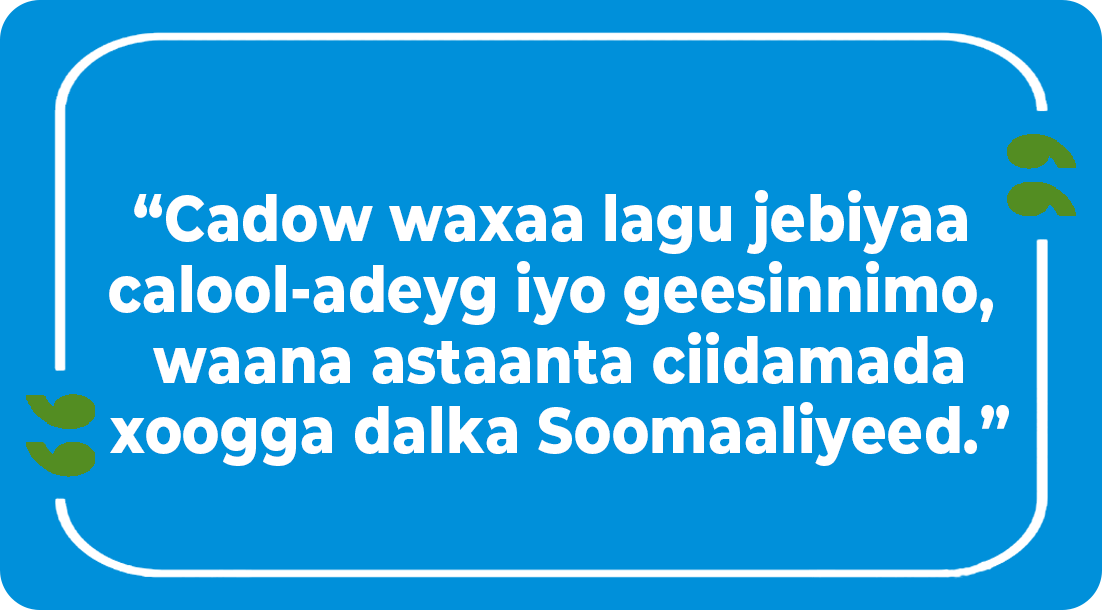 “Cadow waxaa lagu jebiyaa
calool-adeyg iyo geesinnimo,
waana astaanta ciidamada
xoogga dalka Soomaaliyeed.”